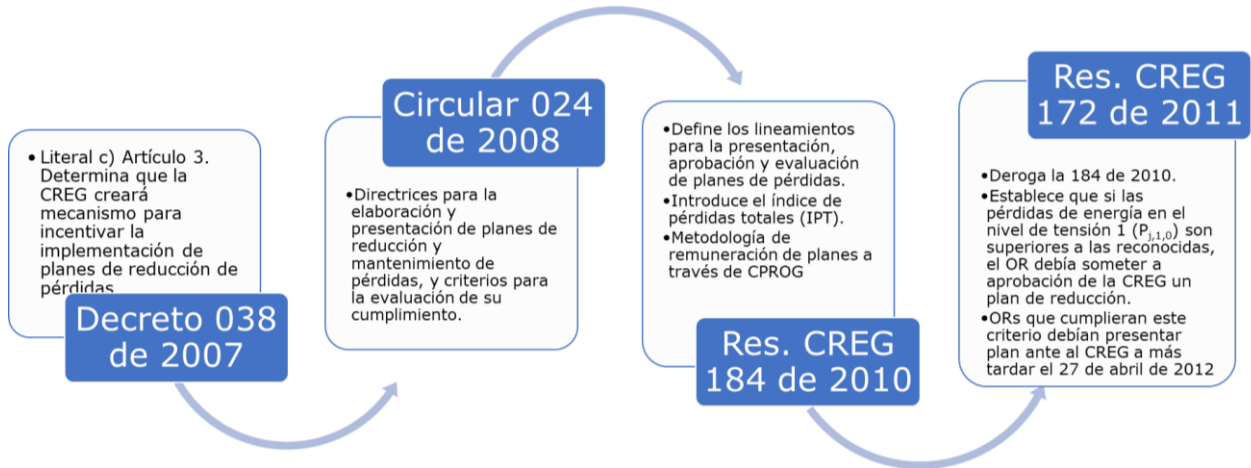 • Literal c) Artículo 3.
Determina que la
CREG creará
mecanismo para
incentivar la
implementación de
planes de reducción de
pérdidas
Decreto 038
de 2007
Circular 024
de 2008
•Directrices para la
elaboración y
presentación de planes de
reducción y
mantenimiento de
pérdidas, y criterios para
la evaluación de su
cumplimiento.
•Define los lineamientos
para la presentación,
aprobación y evaluación
de planes de pérdidas.
•Introduce el índice de
pérdidas totales (IPT).
•Metodología de
remuneración de planes a
través de CPROG
Res. CREG
184 de 2010
Res. CREG
172 de 2011
•Deroga la 184 de 2010.
•Establece que si las
pérdidas de energía en el
nivel de tensión 1 (Pj,1,0) son
superiores a las reconocidas,
el OR debía someter a
aprobación de la CREG un
plan de reducción.
•ORs que cumplieran este
criterio debían presentar
plan ante al CREG a más
tardar el 27 de abril de 2012